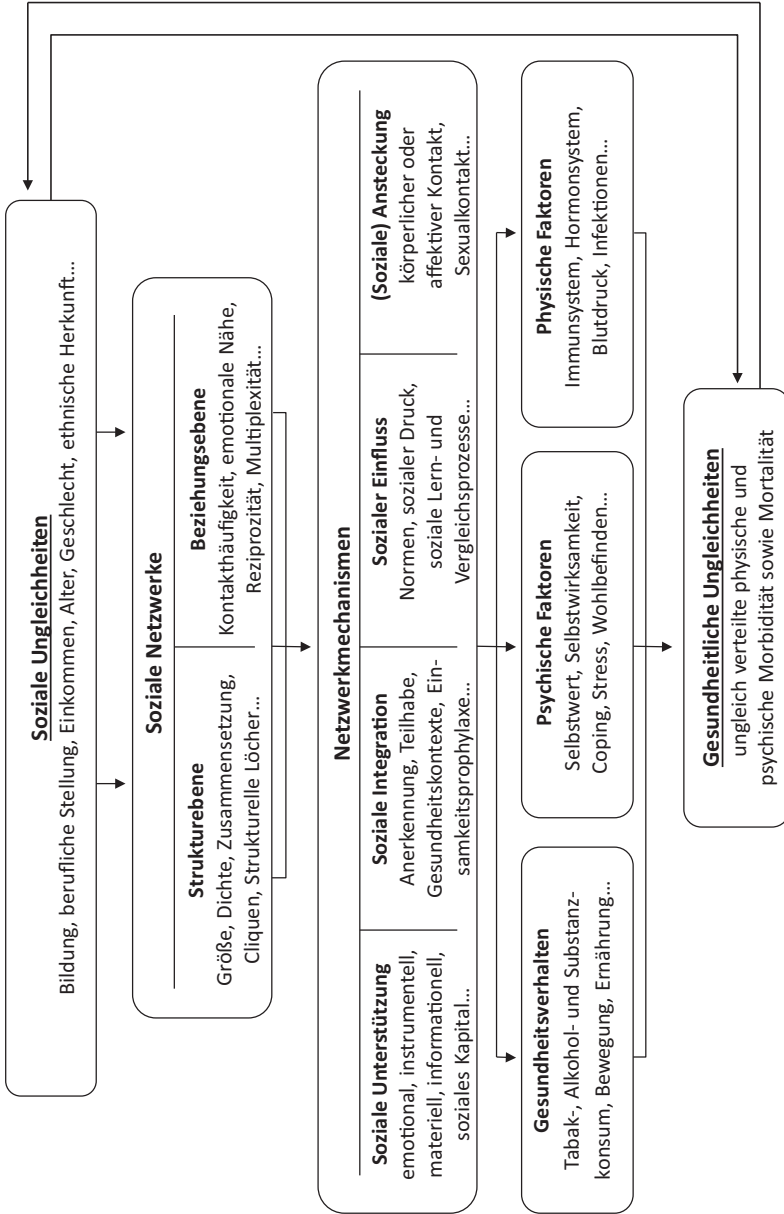 Soziale Ungleichheiten
Bildung, berufliche Stellung, Einkommen, Alter, Geschlecht, ethnische Herkunft...
Soziale Netzwerke
Strukturebene
Größe, Dichte, Zusammensetzung,
Cliquen, Strukturelle Löcher...
Beziehungsebene
Kontakthäufigkeit, emotionale Nähe,
Reziprozität, Multiplexität...
Netzwerkmechanismen
Soziale Unterstützung
emotional, instrumentell,
materiell, informationell,
soziales Kapital...
Soziale Integration
Anerkennung, Teilhabe,
Gesundheitskontexte, Ein-
samkeitsprophylaxe...
Sozialer Einfluss
Normen, sozialer Druck,
soziale Lern- und
Vergleichsprozesse...
(Soziale) Ansteckung
körperlicher oder
affektiver Kontakt,
Sexualkontakt...
Gesundheitsverhalten
Tabak-, Alkohol- und Substanz-
konsum, Bewegung, Ernährung...
Psychische Faktoren
Selbstwert, Selbstwirksamkeit,
Coping, Stress, Wohlbefinden...
Physische Faktoren
Immunsystem, Hormonsystem,
Blutdruck, Infektionen...
Gesundheitliche Ungleichheiten
ungleich verteilte physische und
psychische Morbidität sowie Mortalität